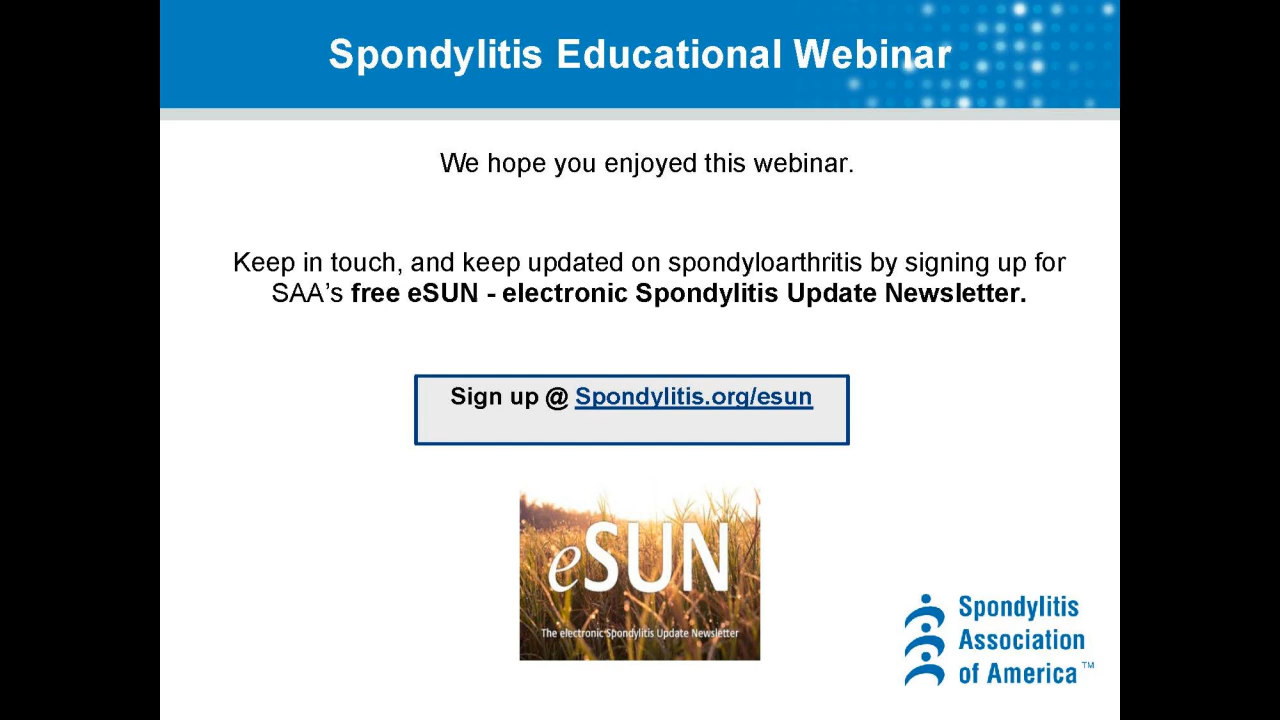 Spondylitis Educational Webinar
We hope you enjoyed this webinar.
Keep in touch, and keep updated on spondyloarthritis by signing up for
SAA’s free eSUN - electronic Spondylitis Update Newsletter.
Sign up @ Spondylitis.org/esun
eSUN
The electronic Spondylitis Update Newsletter
Spondylitis
Association
of America™